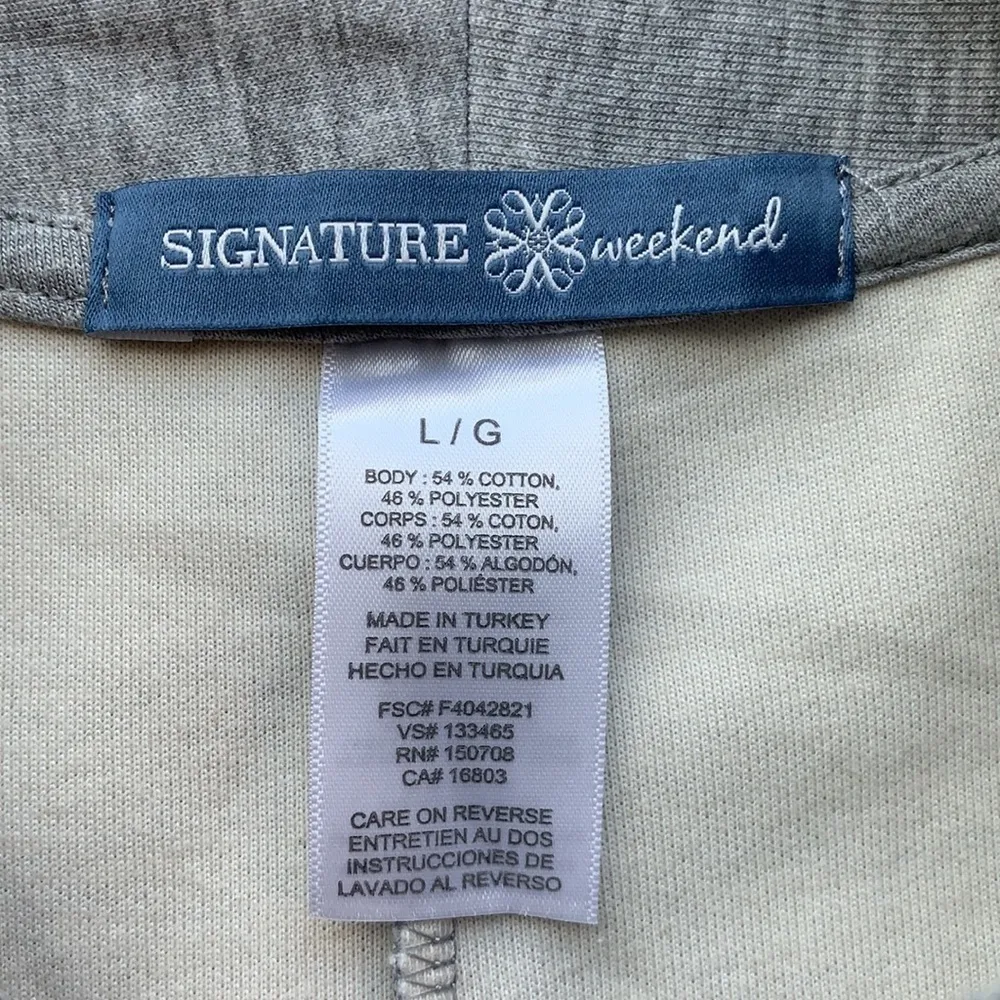 SIGNATURE weekend
L / G
BODY : 54 % COTTON,
46 % POLYESTER
CORPS : 54 % COTON,
46 % POLYESTER
CUERPO : 54 % ALGODÓN,
46 % POLIÉSTER
MADE IN TURKEY
FAIT EN TURQUIE
HECHO EN TURQUIA
FSC# F4042821
VS# 133465
RN# 150708
CA# 16803
CARE ON REVERSE
ENTRETIEN AU DOS
INSTRUCCIONES DE
LAVADO AL REVERSO